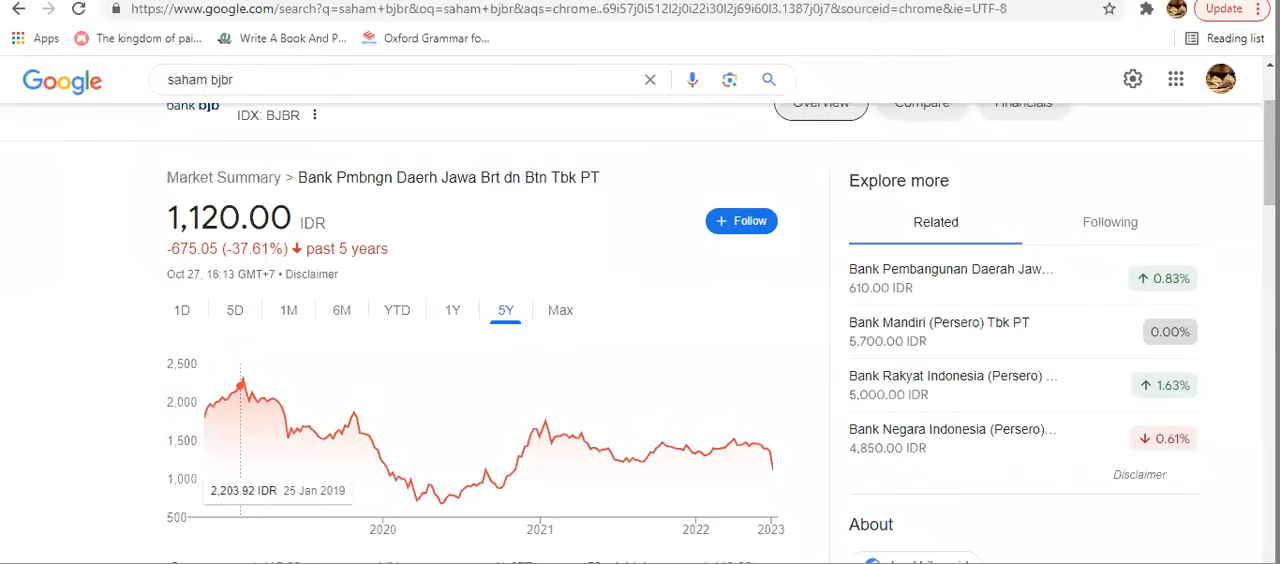 https://www.google.com/search?q=saham+bjbr&oq=saham+bjbr&aqs=chrome..69i57j0i512l2j0i22i30l2j69i60l3.1387j0j7&sourceid=chrome&ie=UTF-8
Update
Apps
The kingdom of pai...
Write A Book And P...
Oxford Grammar fo...
Reading list
Google
saham bjbr
bank bjb
IDX: BJBR
Overview
Compare
Financials
Market Summary > Bank Pmbngn Daerh Jawa Brt dn Btn Tbk PT
1,120.00 IDR
-675.05 (-37.61%) past 5 years
Oct 27, 16:13 GMT+7 • Disclaimer
+ Follow
1D 5D 1M 6M YTD 1Y 5Y Max
2,500
2,000
1,500
1,000
500
2,203.92 IDR 25 Jan 2019
2020 2021 2022 2023
Explore more
Related Following
Bank Pembangunan Daerah Jaw...
610.00 IDR
0.83%
Bank Mandiri (Persero) Tbk PT
5,700.00 IDR
0.00%
Bank Rakyat Indonesia (Persero) ...
5,000.00 IDR
1.63%
Bank Negara Indonesia (Persero)...
4,850.00 IDR
0.61%
Disclaimer
About